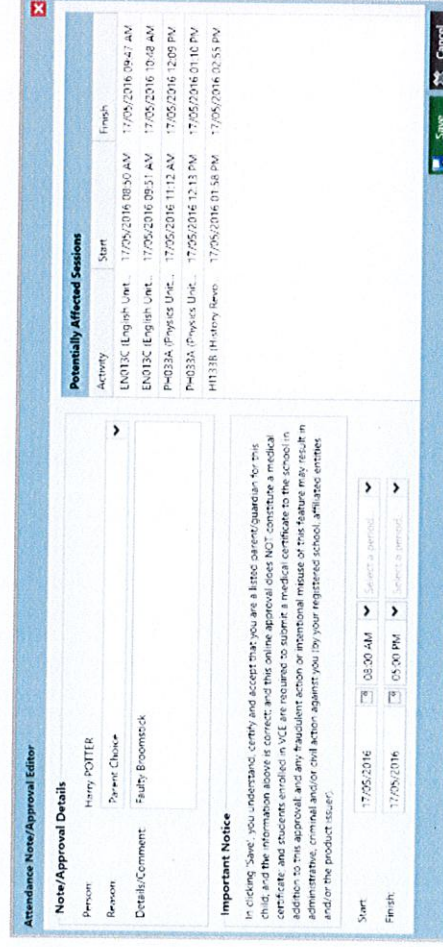 Attendance Note/Approval Editor
Note/Approval Details
Person: Harry POTTER
Reason: Parent Choice
Details/Comment: Faulty Broomstick
Important Notice
In clicking 'Save', you understand, certify and accept that you are a listed parent/guardian for this
child; and the information above is correct; and this online approval does NOT constitute a medical
certificate; and students enrolled in VCE are required to submit a medical certificate to the school in
addition to this approval; and any fraudulent action or intentional misuse of this feature may result in
administrative, criminal and/or civil action against you (by your registered school, affiliated entities
and/or the product issuer).
Start: 17/05/2016 08:00 AM Select a period...
Finish: 17/05/2016 05:00 PM Select a period...
Potentially Affected Sessions
Activity Start Finish
EN013C (English Unit... 17/05/2016 08:50 AM 17/05/2016 09:47 AM
EN013C (English Unit... 17/05/2016 09:51 AM 17/05/2016 10:48 AM
PH033A (Physics Unit... 17/05/2016 11:12 AM 17/05/2016 12:09 PM
PH033A (Physics Unit... 17/05/2016 12:13 PM 17/05/2016 01:10 PM
HI133B (History Revo... 17/05/2016 01:58 PM 17/05/2016 02:55 PM
Save Cancel